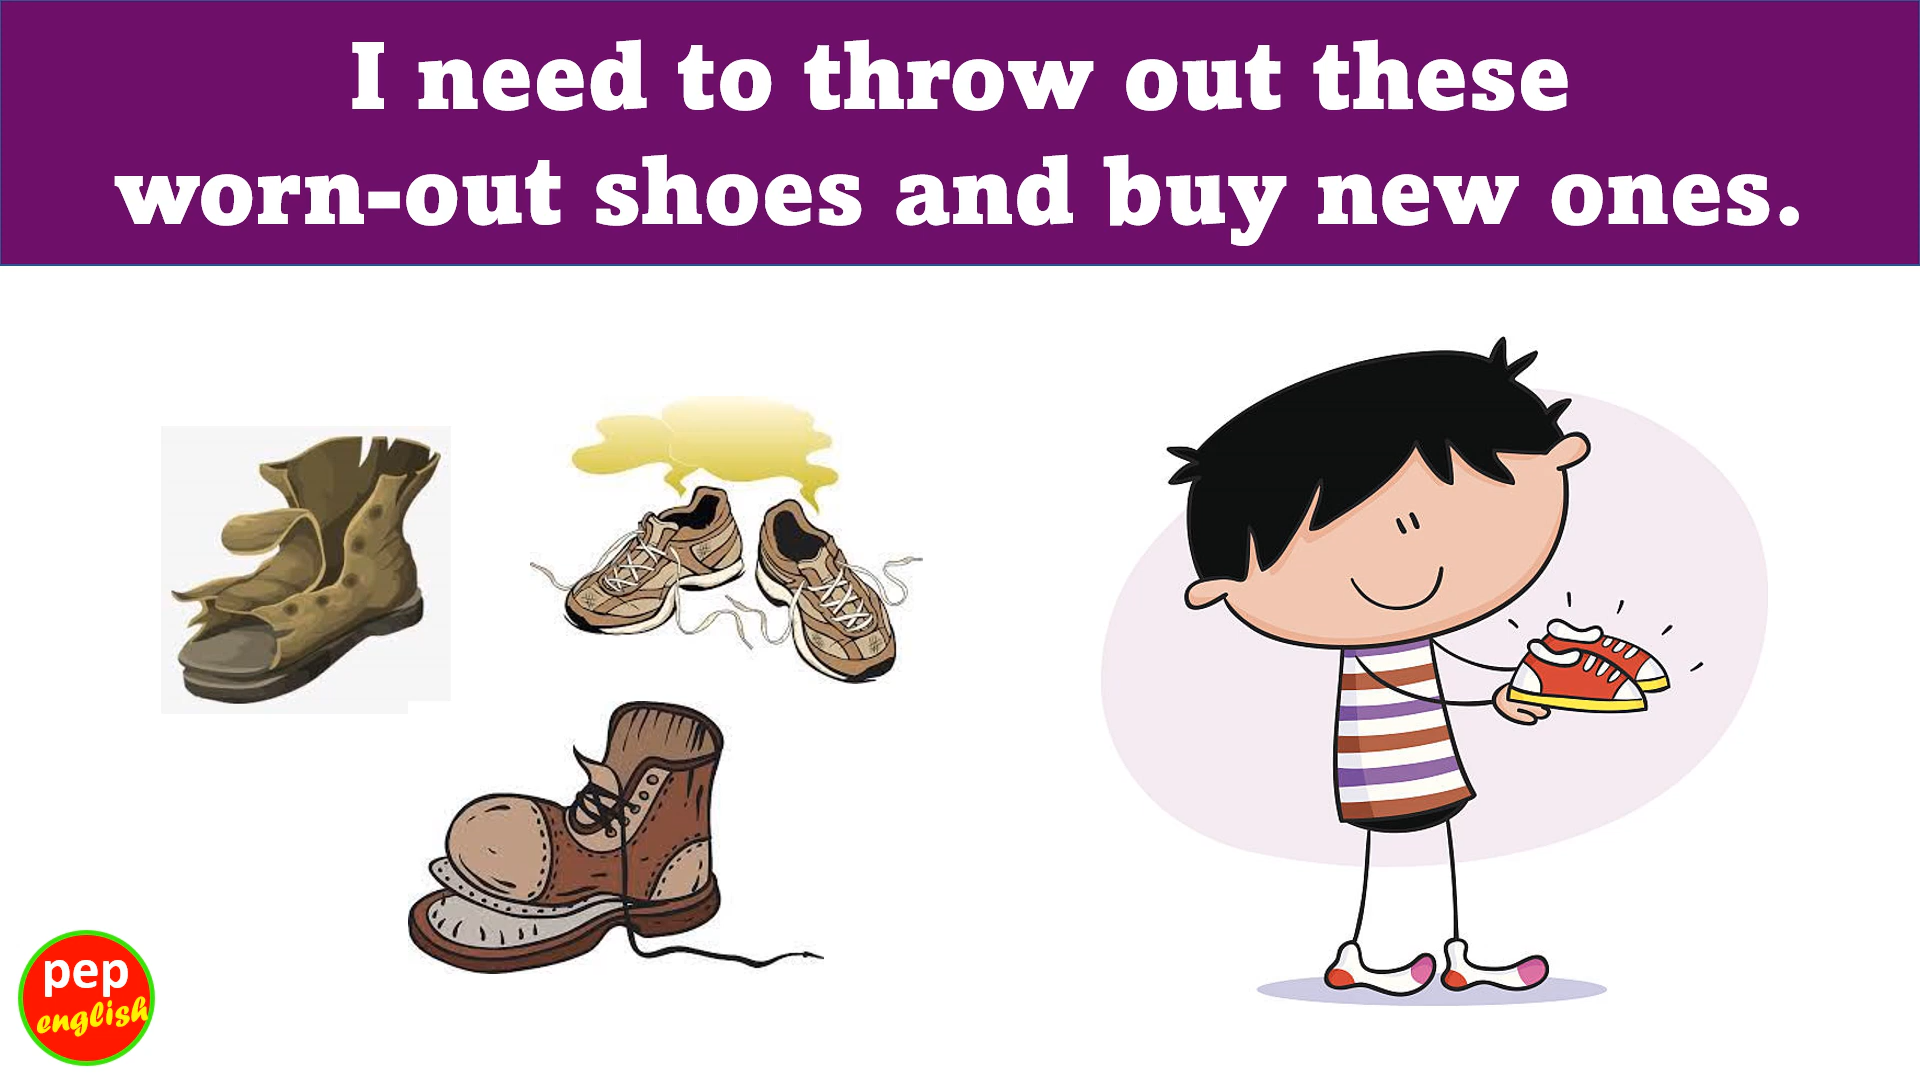 I need to throw out these
worn-out shoes and buy new ones.
pep
english